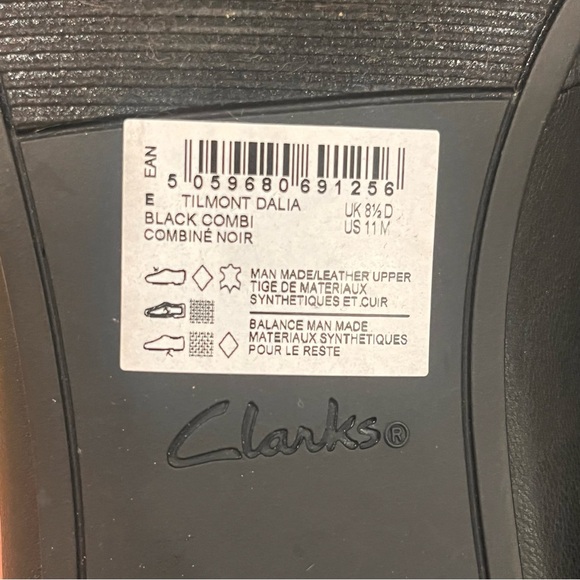 EAN
5 059680 691256
E TILMONT DALIA UK 8½ D
BLACK COMBI US 11 M
COMBINÉ NOIR
MAN MADE/LEATHER UPPER
TIGE DE MATERIAUX
SYNTHETIQUES ET CUIR
BALANCE MAN MADE
MATERIAUX SYNTHETIQUES
POUR LE RESTE
Clarks®